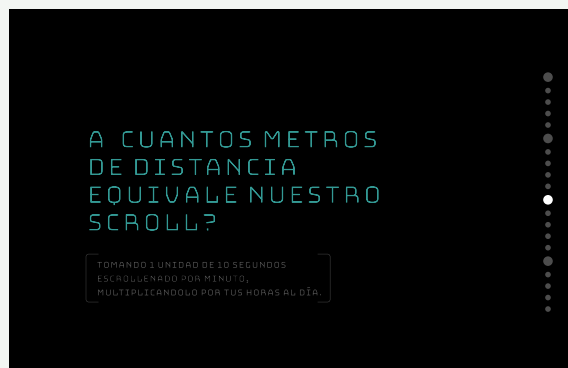 A CUANTOS METROS
DE DISTANCIA
EQUIVALE NUESTRO
SCROLL?
TOMANDO 1 UNIDAD DE 10 SEGUNDOS
ESCROLLENADO POR MINUTO,
MULTIPLICANDOLO POR TUS HORAS AL DÍA.